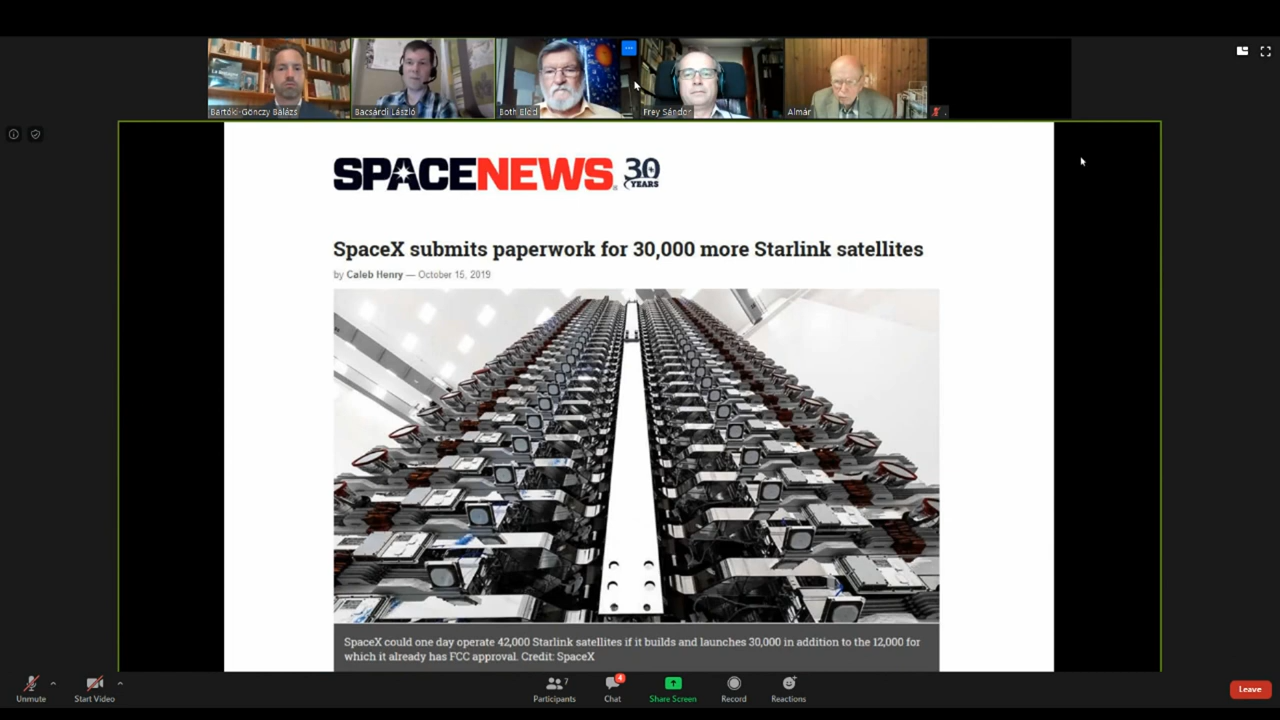 Bartóki-Gönczy Balázs
Bacsárdi László
Both Előd
Frey Sándor
Almár
SPACENEWS 30 YEARS
SpaceX submits paperwork for 30,000 more Starlink satellites
by Caleb Henry — October 15, 2019
SpaceX could one day operate 42,000 Starlink satellites if it builds and launches 30,000 in addition to the 12,000 for
which it already has FCC approval. Credit: SpaceX
Unmute
Start Video
Participants
7
Chat
4
Share Screen
Record
Reactions
Leave